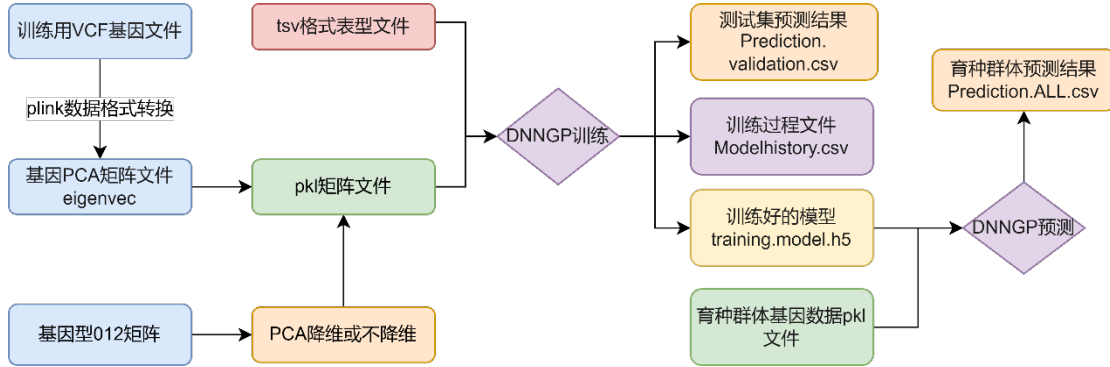 训练用VCF基因文件
plink数据格式转换
基因PCA矩阵文件
eigenvec
基因型012矩阵
tsv格式表型文件
pkl矩阵文件
PCA降维或不降维
DNNGP训练
测试集预测结果
Prediction.
validation.csv
训练过程文件
Modelhistory.csv
训练好的模型
training.model.h5
育种群体基因数据pkl
文件
育种群体预测结果
Prediction.ALL.csv
DNNGP预测